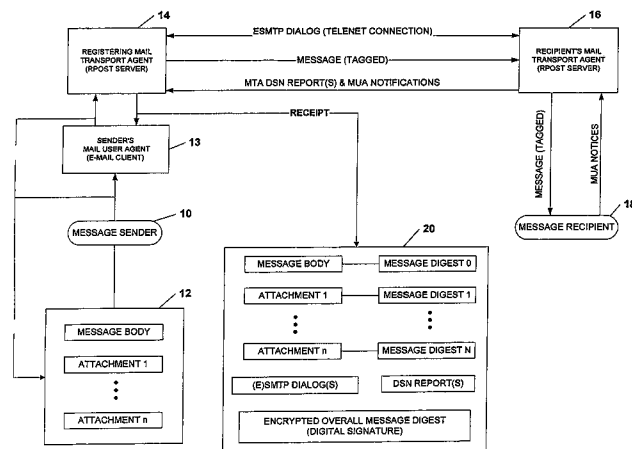 14
16
REGISTERING MAIL
TRANSPORT AGENT
(RPOST SERVER)
ESMTP DIALOG (TELENET CONNECTION)
MESSAGE (TAGGED)
MTA DSN REPORT(S) & MUA NOTIFICATIONS
RECIPIENT'S MAIL
TRANSPORT AGENT
(RPOST SERVER)
RECEIPT
SENDER'S
MAIL USER AGENT
(E-MAIL CLIENT)
13
MESSAGE (TAGGED)
MUA NOTICES
10
MESSAGE SENDER
18
MESSAGE RECIPIENT
20
MESSAGE BODY
MESSAGE DIGEST 0
ATTACHMENT 1
MESSAGE DIGEST 1
ATTACHMENT n
MESSAGE DIGEST N
(E)SMTP DIALOG(S)
DSN REPORT(S)
ENCRYPTED OVERALL MESSAGE DIGEST
(DIGITAL SIGNATURE)
12
MESSAGE BODY
ATTACHMENT 1
ATTACHMENT n